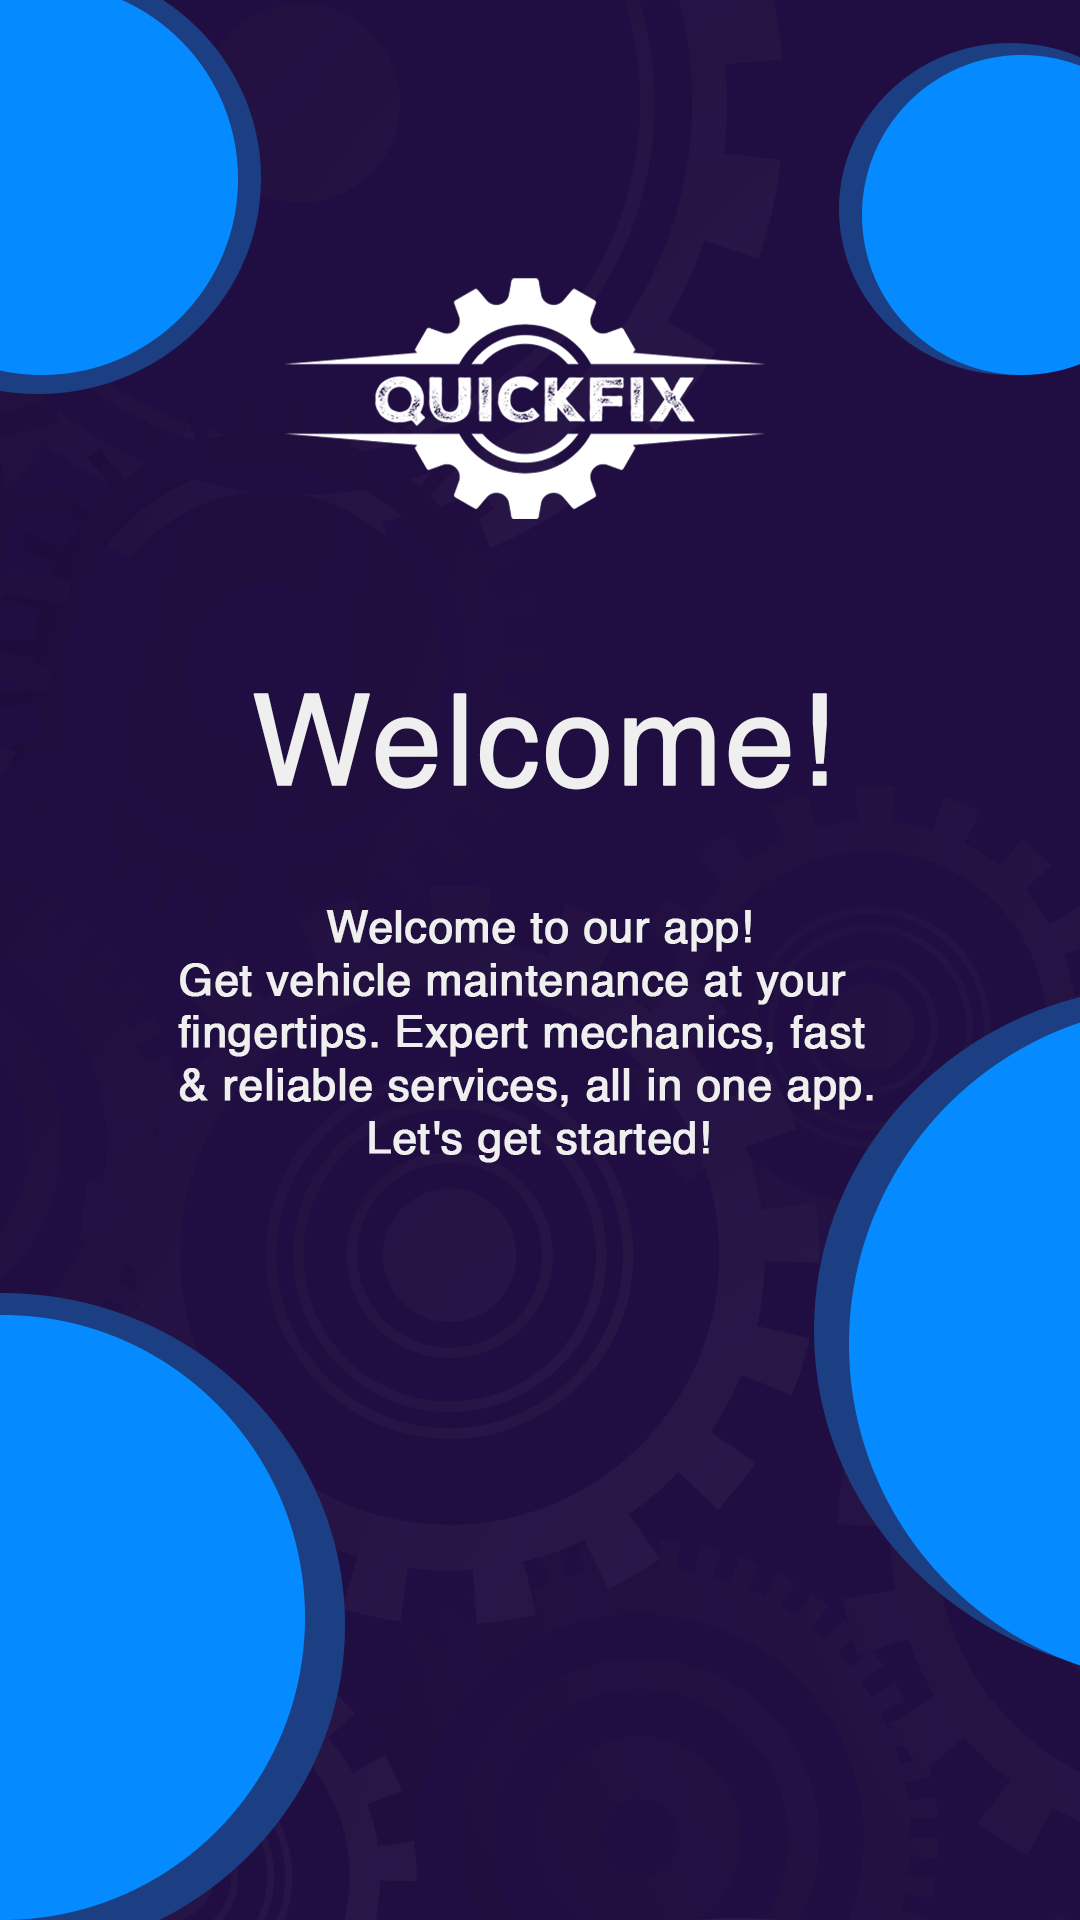 QUICKFIX
Welcome!
Welcome to our app!
Get vehicle maintenance at your
fingertips. Expert mechanics, fast
& reliable services, all in one app.
Let's get started!